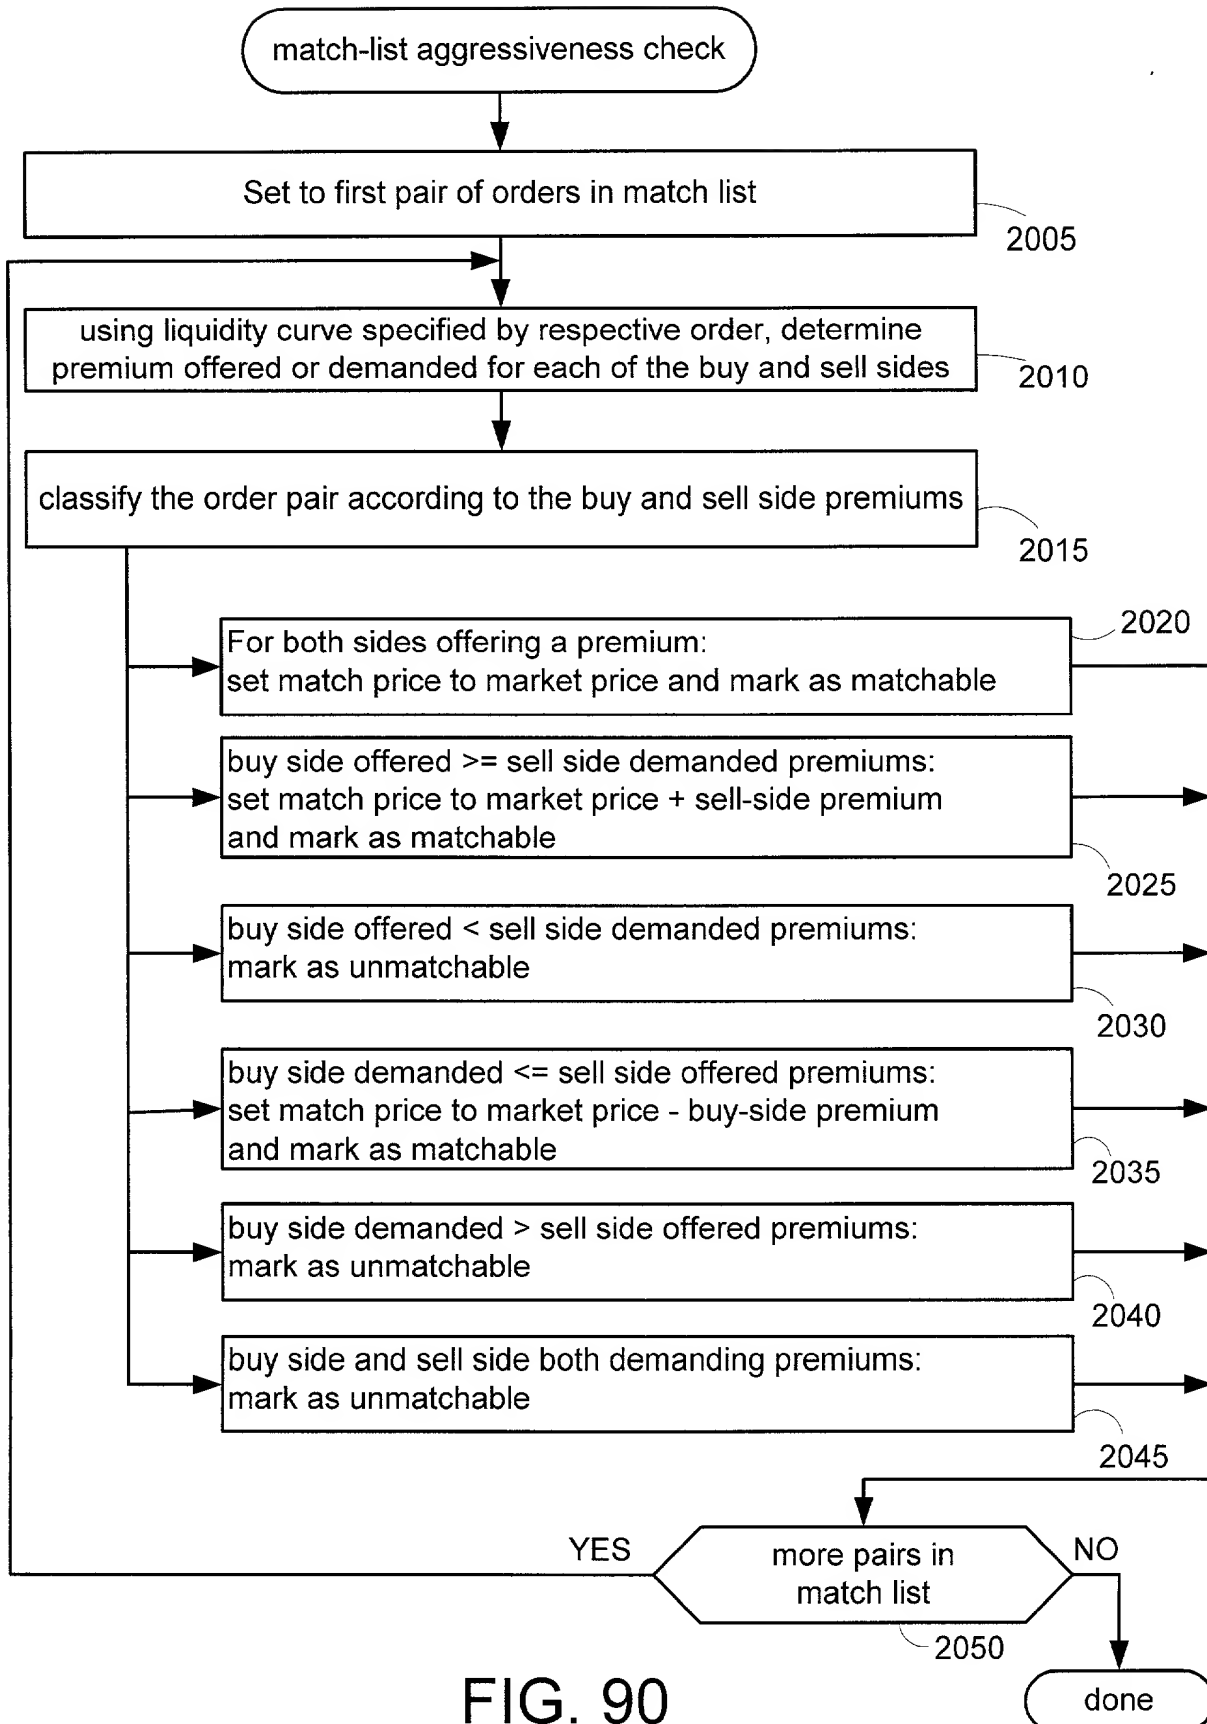 match-list aggressiveness check
Set to first pair of orders in match list
2005
using liquidity curve specified by respective order, determine
premium offered or demanded for each of the buy and sell sides
2010
classify the order pair according to the buy and sell side premiums
2015
For both sides offering a premium:
set match price to market price and mark as matchable
2020
buy side offered >= sell side demanded premiums:
set match price to market price + sell-side premium
and mark as matchable
2025
buy side offered < sell side demanded premiums:
mark as unmatchable
2030
buy side demanded <= sell side offered premiums:
set match price to market price - buy-side premium
and mark as matchable
2035
buy side demanded > sell side offered premiums:
mark as unmatchable
2040
buy side and sell side both demanding premiums:
mark as unmatchable
2045
YES
more pairs in
match list
NO
2050
done
FIG. 90